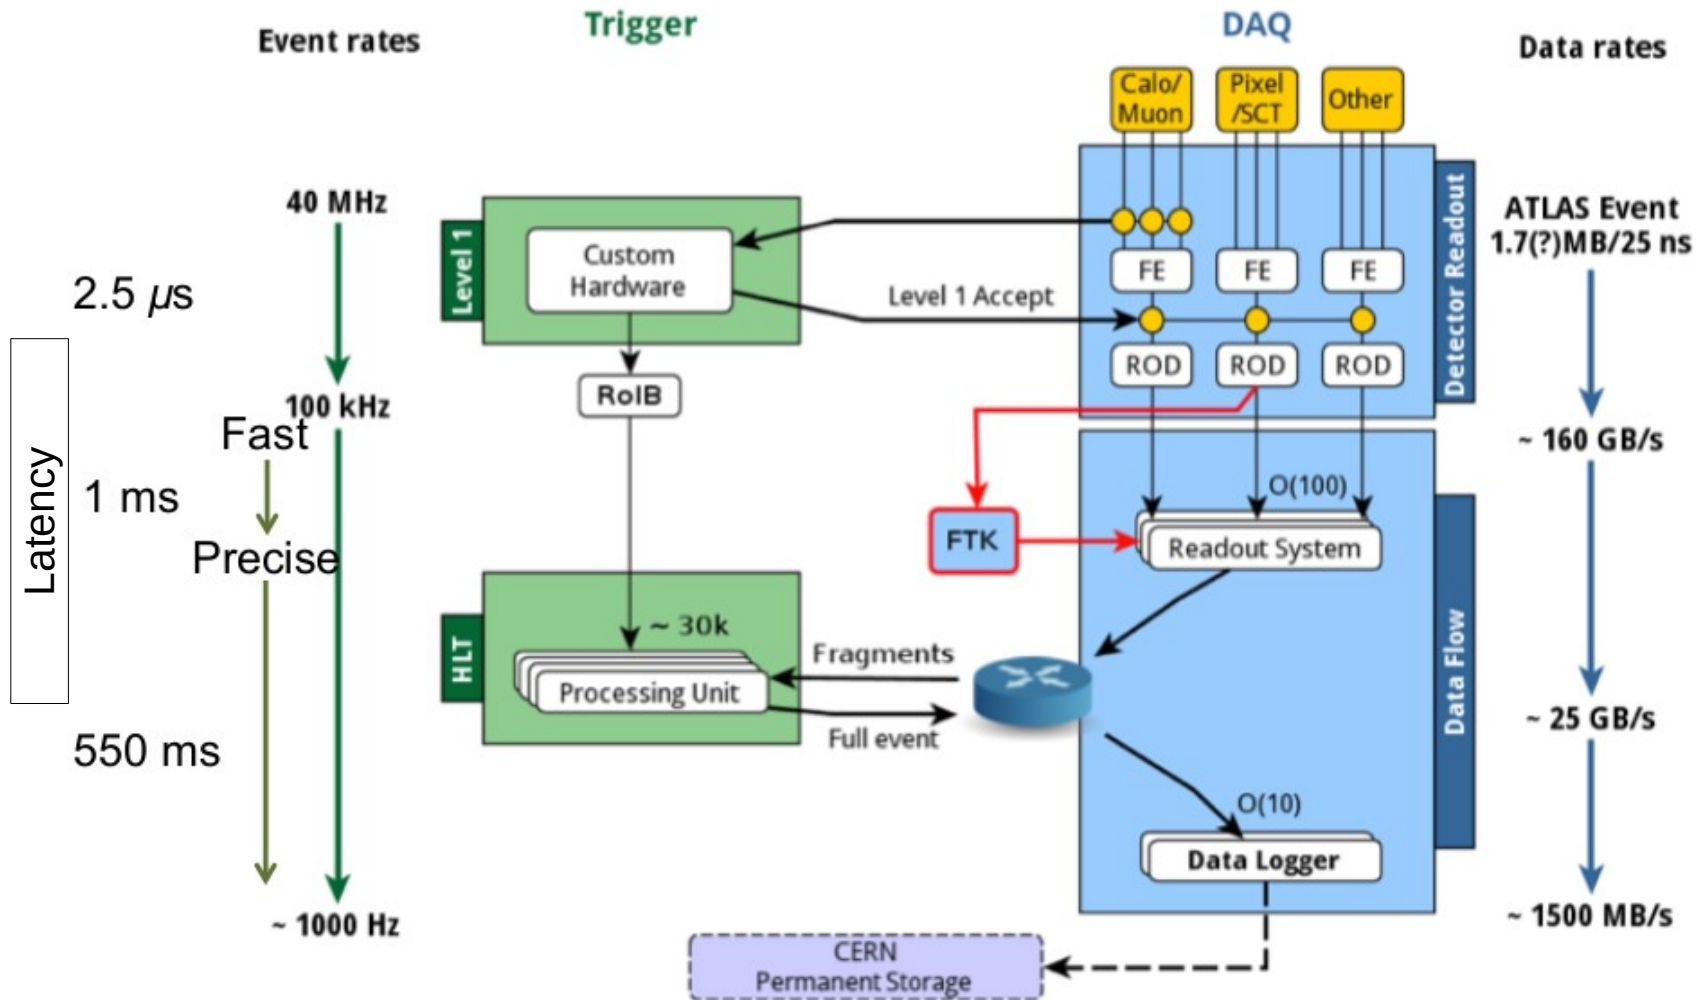 Event rates
Trigger
DAQ
Data rates
Calo/
Muon
Pixel
/SCT
Other
40 MHz
Level 1
Custom
Hardware
FE
FE
FE
Detector Readout
ATLAS Event
1.7(?)MB/25 ns
2.5 µs
Level 1 Accept
ROD
ROD
ROD
RoIB
100 kHz
Fast
~ 160 GB/s
Latency
1 ms
Precise
FTK
O(100)
Readout System
HLT
~ 30k
Processing Unit
Fragments
Full event
Data Flow
~ 25 GB/s
550 ms
O(10)
Data Logger
~ 1000 Hz
~ 1500 MB/s
CERN
Permanent Storage